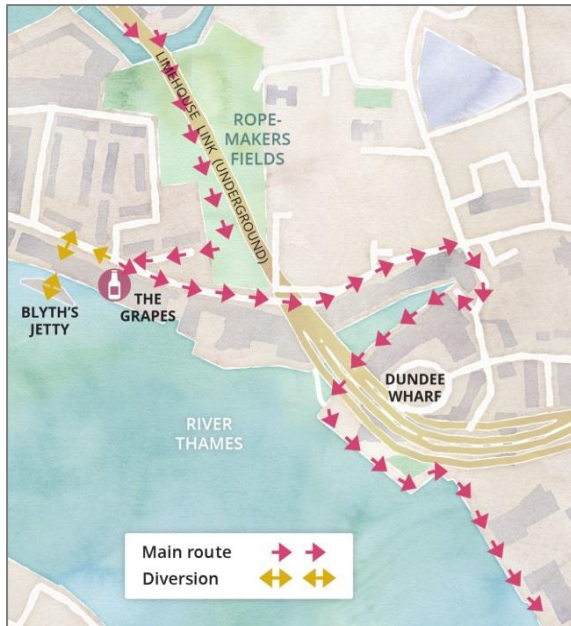 LIMEHOUSE LINK (UNDERGROUND)
ROPE-
MAKERS
FIELDS
BLYTH'S
JETTY
THE
GRAPES
DUNDEE
WHARF
RIVER
THAMES
Main route
Diversion